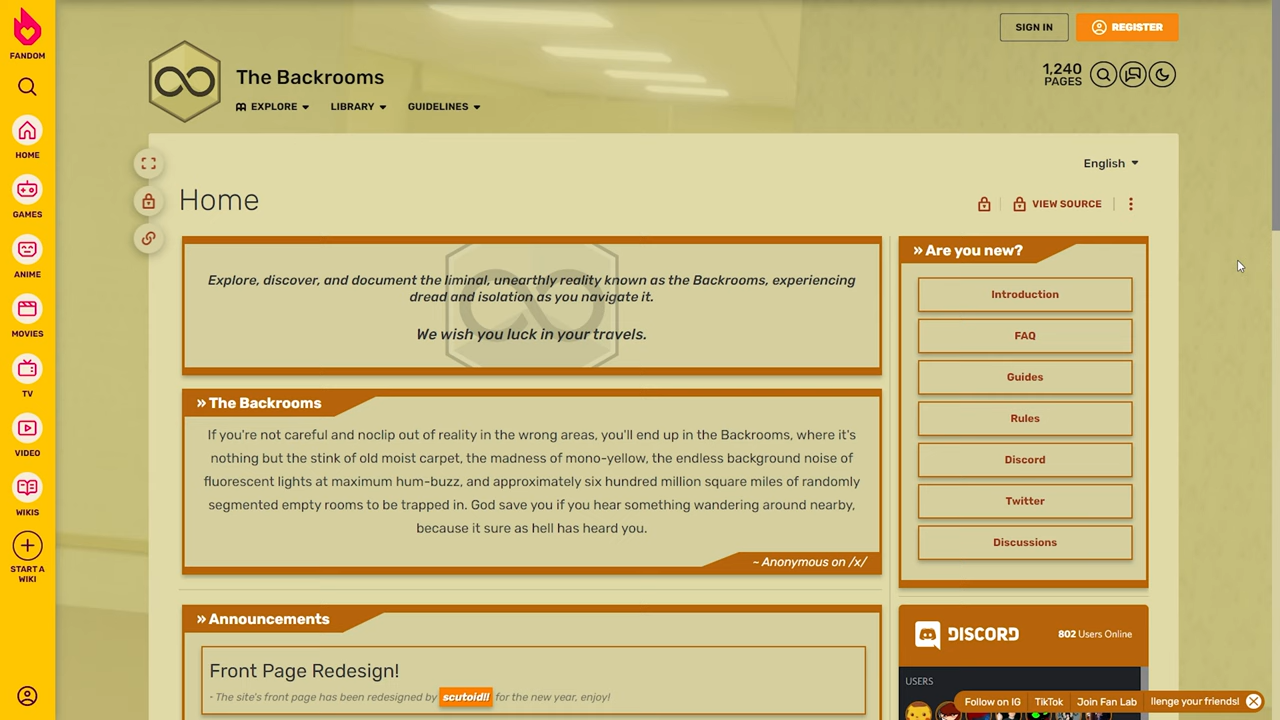 FANDOM
HOME
GAMES
ANIME
MOVIES
TV
VIDEO
WIKIS
START A
WIKI
SIGN IN
REGISTER
The Backrooms
EXPLORE
LIBRARY
GUIDELINES
1,240
PAGES
English
Home
VIEW SOURCE
Explore, discover, and document the liminal, unearthly reality known as the Backrooms, experiencing
dread and isolation as you navigate it.
We wish you luck in your travels.
» The Backrooms
If you're not careful and noclip out of reality in the wrong areas, you'll end up in the Backrooms, where it's
nothing but the stink of old moist carpet, the madness of mono-yellow, the endless background noise of
fluorescent lights at maximum hum-buzz, and approximately six hundred million square miles of randomly
segmented empty rooms to be trapped in. God save you if you hear something wandering around nearby,
because it sure as hell has heard you.
~ Anonymous on /x/
» Announcements
Front Page Redesign!
· The site's front page has been redesigned by scutoid!! for the new year, enjoy!
» Are you new?
Introduction
FAQ
Guides
Rules
Discord
Twitter
Discussions
DISCORD
802 Users Online
USERS
Follow on IG
TikTok
Join Fan Lab
llenge your friends!